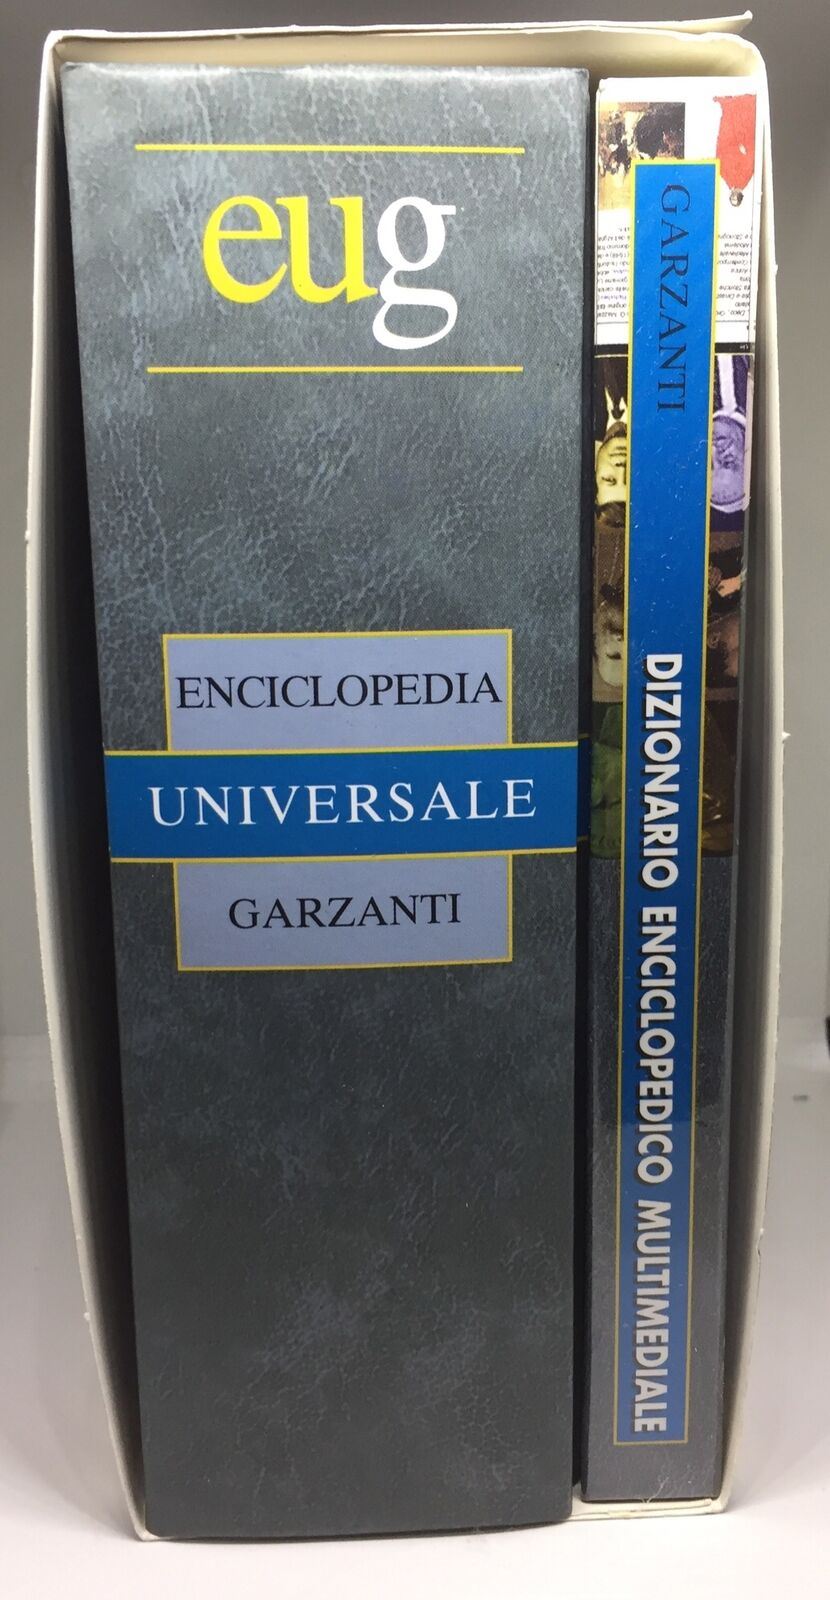 eug
ENCICLOPEDIA
UNIVERSALE
GARZANTI
GARZANTI
DIZIONARIO ENCICLOPEDICO MULTIMEDIALE